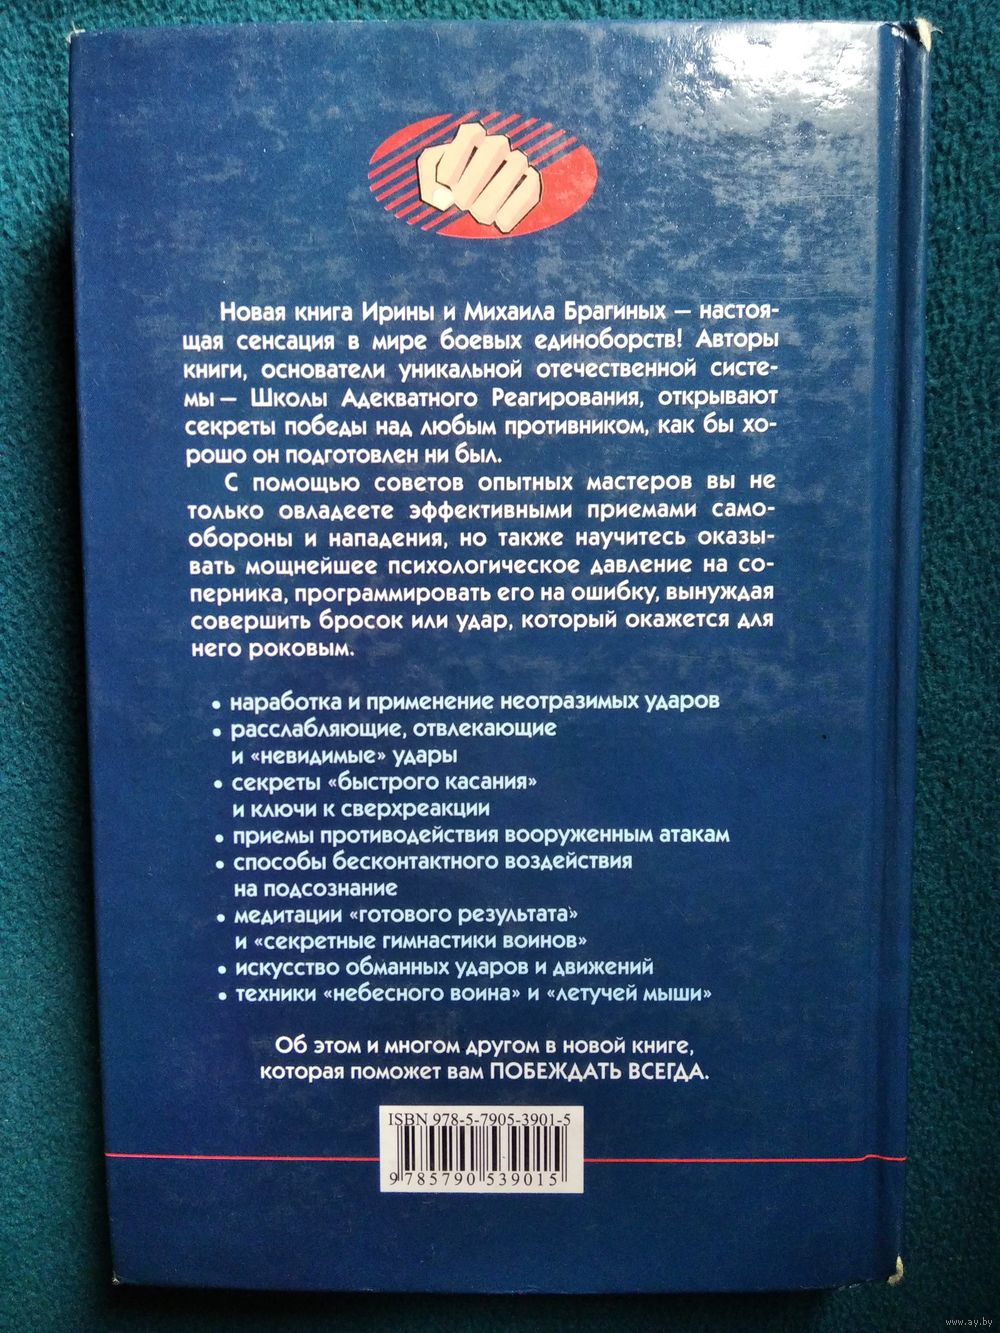 Новая книга Ирины и Михаила Брагиных – настоя-
щая сенсация в мире боевых единоборств! Авторы
книги, основатели уникальной отечественной систе-
мы – Школы Адекватного Реагирования, открывают
секреты победы над любым противником, как бы хо-
рошо он подготовлен ни был.
С помощью советов опытных мастеров вы не
только овладеете эффективными приемами само-
обороны и нападения, но также научитесь оказы-
вать мощнейшее психологическое давление на со-
перника, программировать его на ошибку, вынуждая
совершить бросок или удар, который окажется для
него роковым.
• наработка и применение неотразимых ударов
• расслабляющие, отвлекающие
и «невидимые» удары
• секреты «быстрого касания»
и ключи к сверхреакции
• приемы противодействия вооруженным атакам
• способы бесконтактного воздействия
на подсознание
• медитации «готового результата»
и «секретные гимнастики воинов»
• искусство обманных ударов и движений
• техники «небесного воина» и «летучей мыши»
Об этом и многом другом в новой книге,
которая поможет вам ПОБЕЖДАТЬ ВСЕГДА.
ISBN 978-5-7905-3901-5
9 785790 539015
www.ay.by